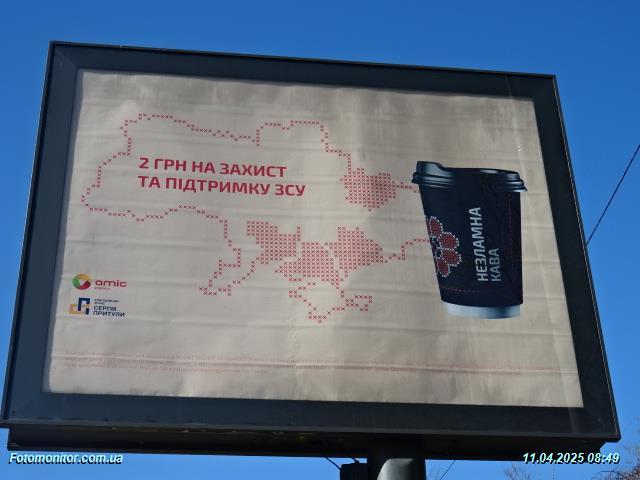 2 ГРН НА ЗАХИСТ
ТА ПІДТРИМКУ ЗСУ
НЕЗЛАМНА
КАВА
amic
СЕРГІЯ
ПРИТУЛИ
Fotomonitor.com.ua
11.04.2025 08:49